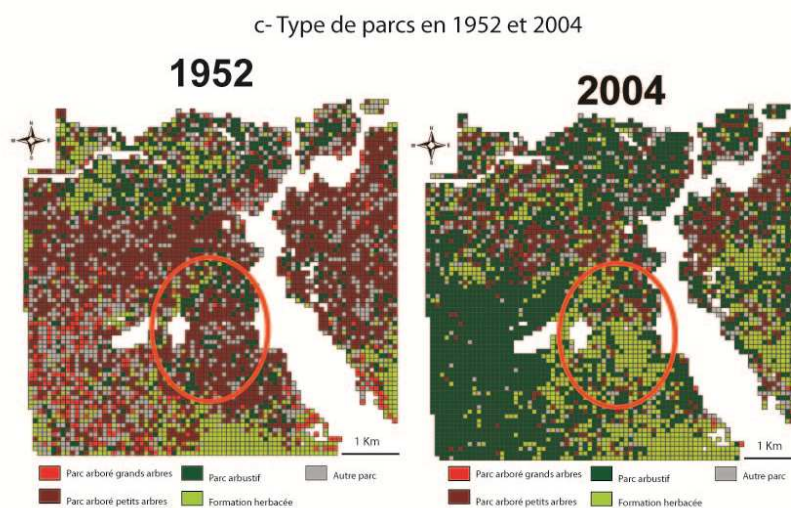 c- Type de parcs en 1952 et 2004
1952
2004
N
W E
S
N
W E
S
1 Km
1 Km
Parc arboré grands arbres
Parc arbustif
Autre parc
Parc arboré petits arbres
Formation herbacée
Parc arboré grands arbres
Parc arbustif
Autre parc
Parc arboré petits arbres
Formation herbacée